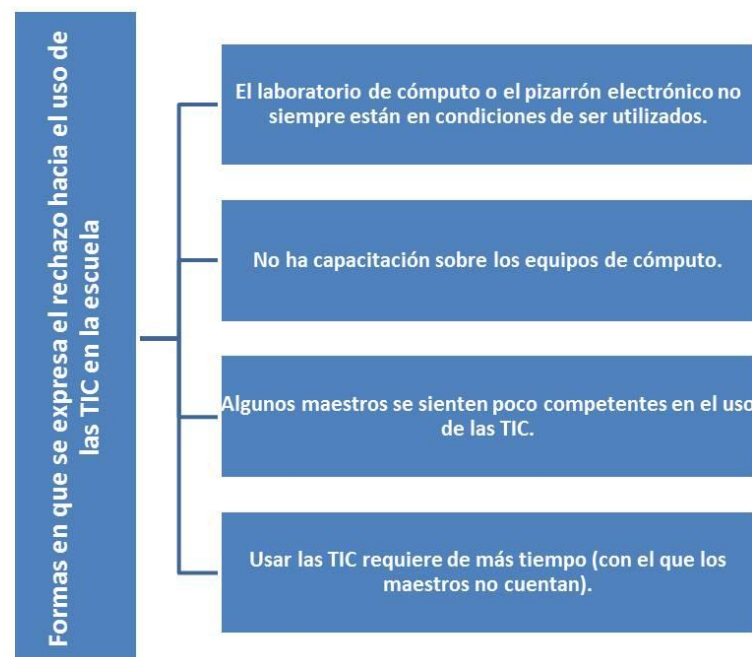 Formas en que se expresa el rechazo hacia el uso de
las TIC en la escuela
El laboratorio de cómputo o el pizarrón electrónico no
siempre están en condiciones de ser utilizados.
No ha capacitación sobre los equipos de cómputo.
Algunos maestros se sienten poco competentes en el uso
de las TIC.
Usar las TIC requiere de más tiempo (con el que los
maestros no cuentan).